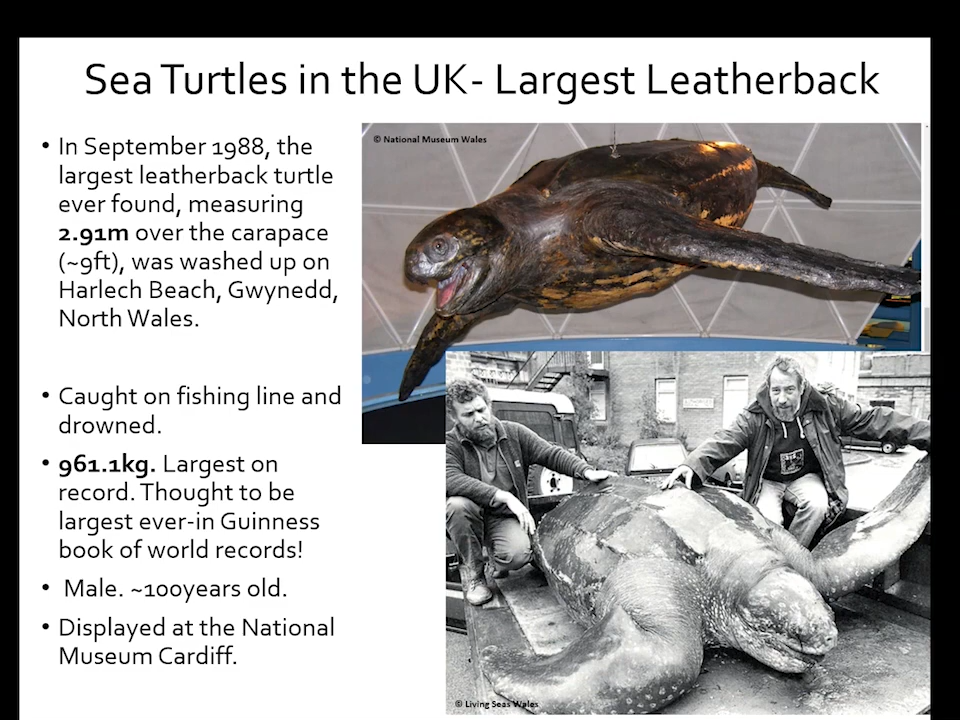 Sea Turtles in the UK- Largest Leatherback
• In September 1988, the
largest leatherback turtle
ever found, measuring
2.91m over the carapace
(~9ft), was washed up on
Harlech Beach, Gwynedd,
North Wales.
• Caught on fishing line and
drowned.
• 961.1kg. Largest on
record. Thought to be
largest ever-in Guinness
book of world records!
• Male. ~100years old.
• Displayed at the National
Museum Cardiff.
© National Museum Wales
© Living Seas Wales